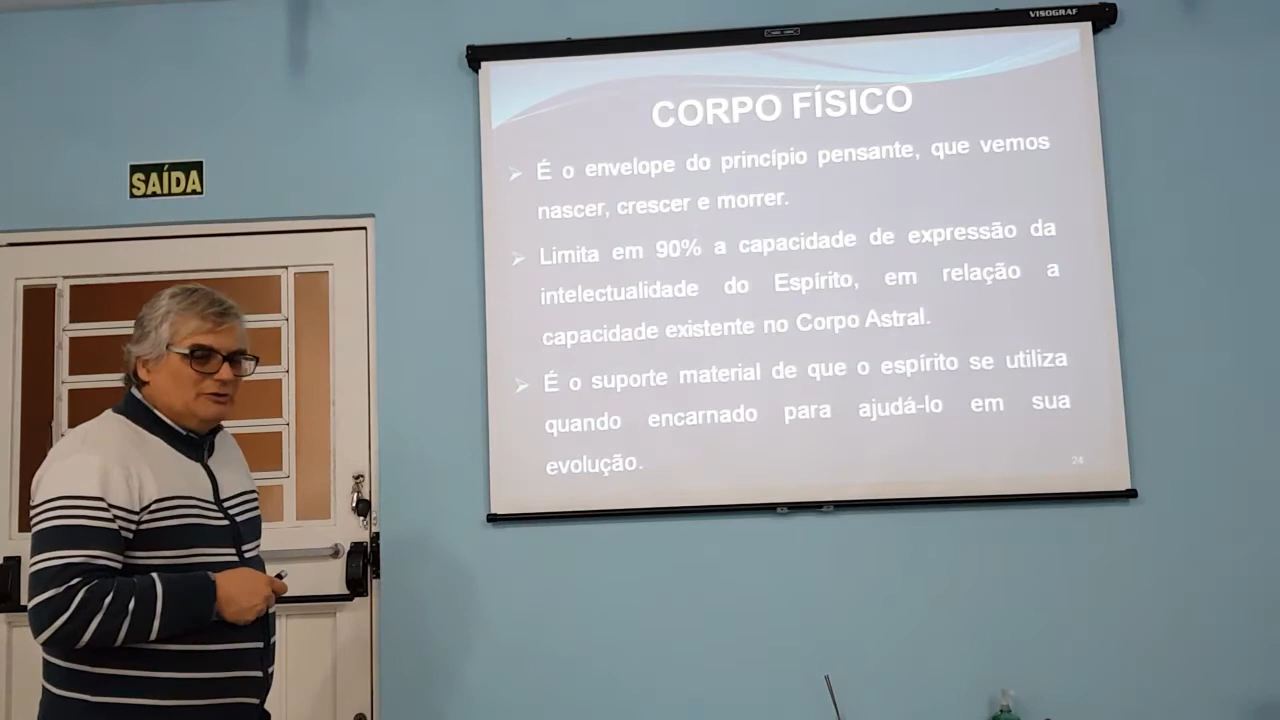 VISOGRAF
CORPO FÍSICO
É o envelope do princípio pensante, que vemos
nascer, crescer e morrer.
Limita em 90% a capacidade de expressão da
intelectualidade do Espírito, em relação a
capacidade existente no Corpo Astral.
É o suporte material de que o espírito se utiliza
quando encarnado para ajudá-lo em sua
evolução.
24
SAÍDA